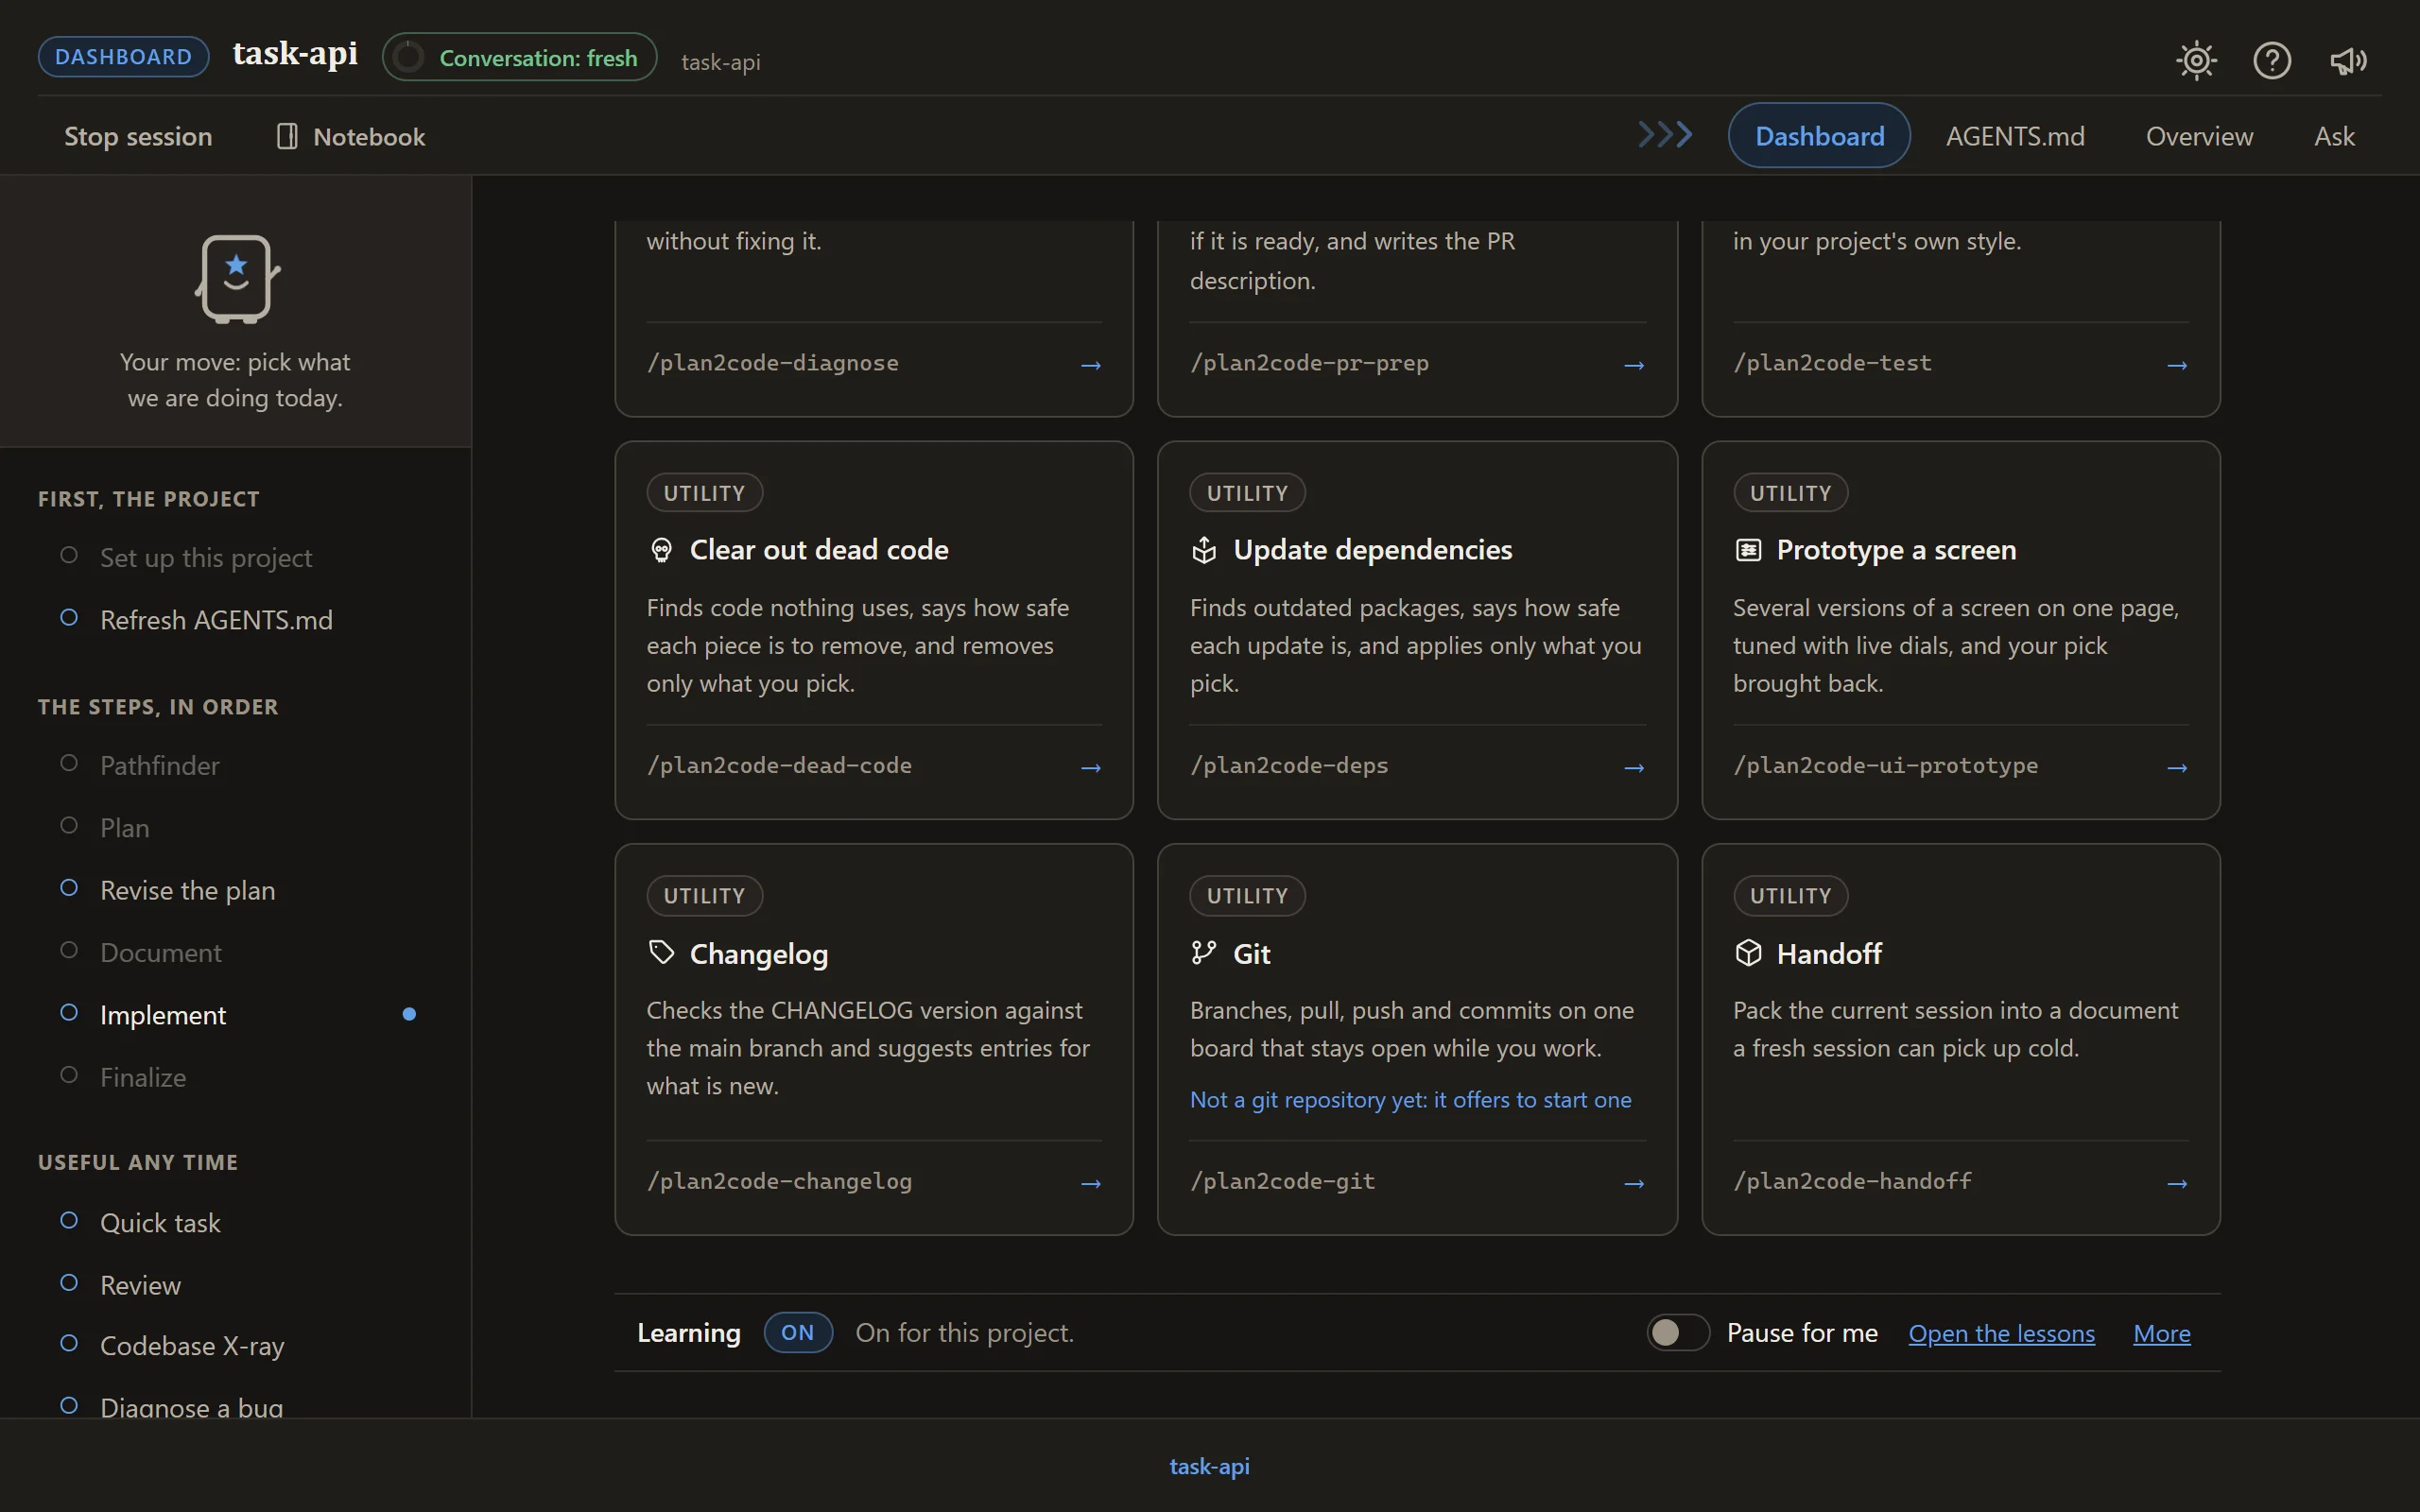 DASHBOARD task-api Conversation: fresh task-api
Stop session Notebook Dashboard AGENTS.md Overview Ask
Your move: pick what
we are doing today.
FIRST, THE PROJECT
Set up this project
Refresh AGENTS.md
THE STEPS, IN ORDER
Pathfinder
Plan
Revise the plan
Document
Implement
Finalize
USEFUL ANY TIME
Quick task
Review
Codebase X-ray
Diagnose a bug
without fixing it.
/plan2code-diagnose →
if it is ready, and writes the PR
description.
/plan2code-pr-prep →
in your project's own style.
/plan2code-test →
UTILITY
Clear out dead code
Finds code nothing uses, says how safe
each piece is to remove, and removes
only what you pick.
/plan2code-dead-code →
UTILITY
Update dependencies
Finds outdated packages, says how safe
each update is, and applies only what you
pick.
/plan2code-deps →
UTILITY
Prototype a screen
Several versions of a screen on one page,
tuned with live dials, and your pick
brought back.
/plan2code-ui-prototype →
UTILITY
Changelog
Checks the CHANGELOG version against
the main branch and suggests entries for
what is new.
/plan2code-changelog →
UTILITY
Git
Branches, pull, push and commits on one
board that stays open while you work.
Not a git repository yet: it offers to start one
/plan2code-git →
UTILITY
Handoff
Pack the current session into a document
a fresh session can pick up cold.
/plan2code-handoff →
Learning ON On for this project. Pause for me Open the lessons More
task-api